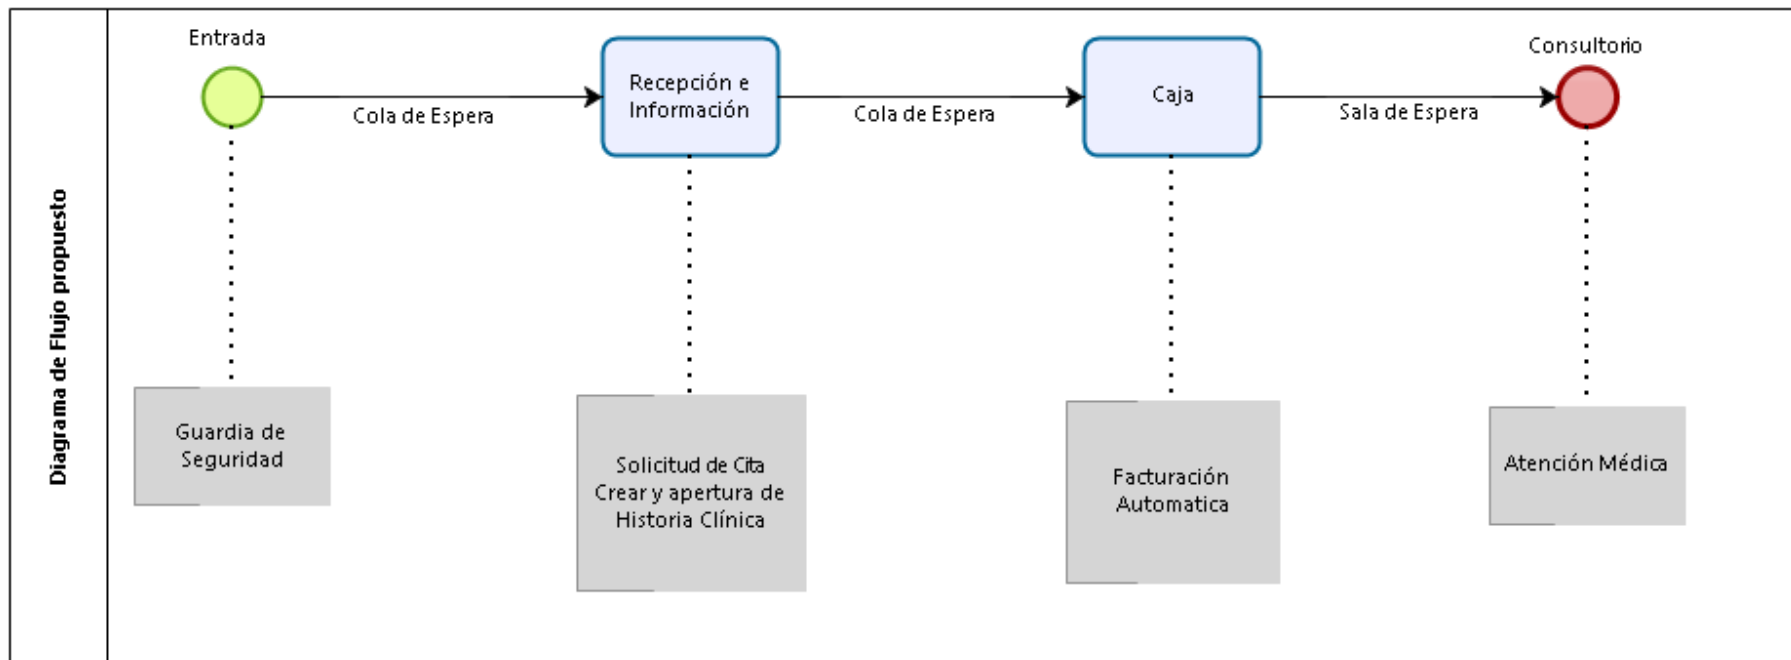 Diagrama de Flujo propuesto
Entrada
Cola de Espera
Recepción e
Información
Cola de Espera
Caja
Sala de Espera
Consultorio
Guardia de
Seguridad
Solicitud de Cita
Crear y apertura de
Historia Clínica
Facturación
Automatica
Atención Médica